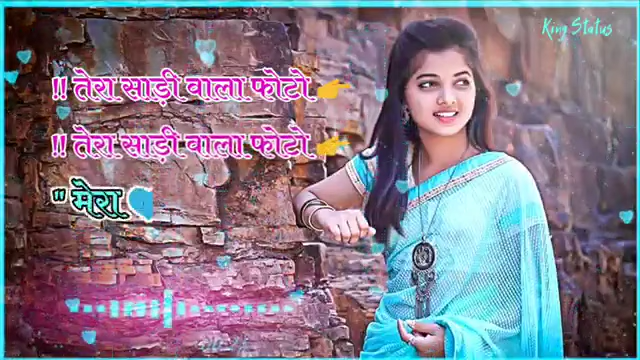 King Status
!! तेरा साड़ी वाला फोटो 👉
!! तेरा साड़ी वाला फोटो 👉
" मेरा 🩵